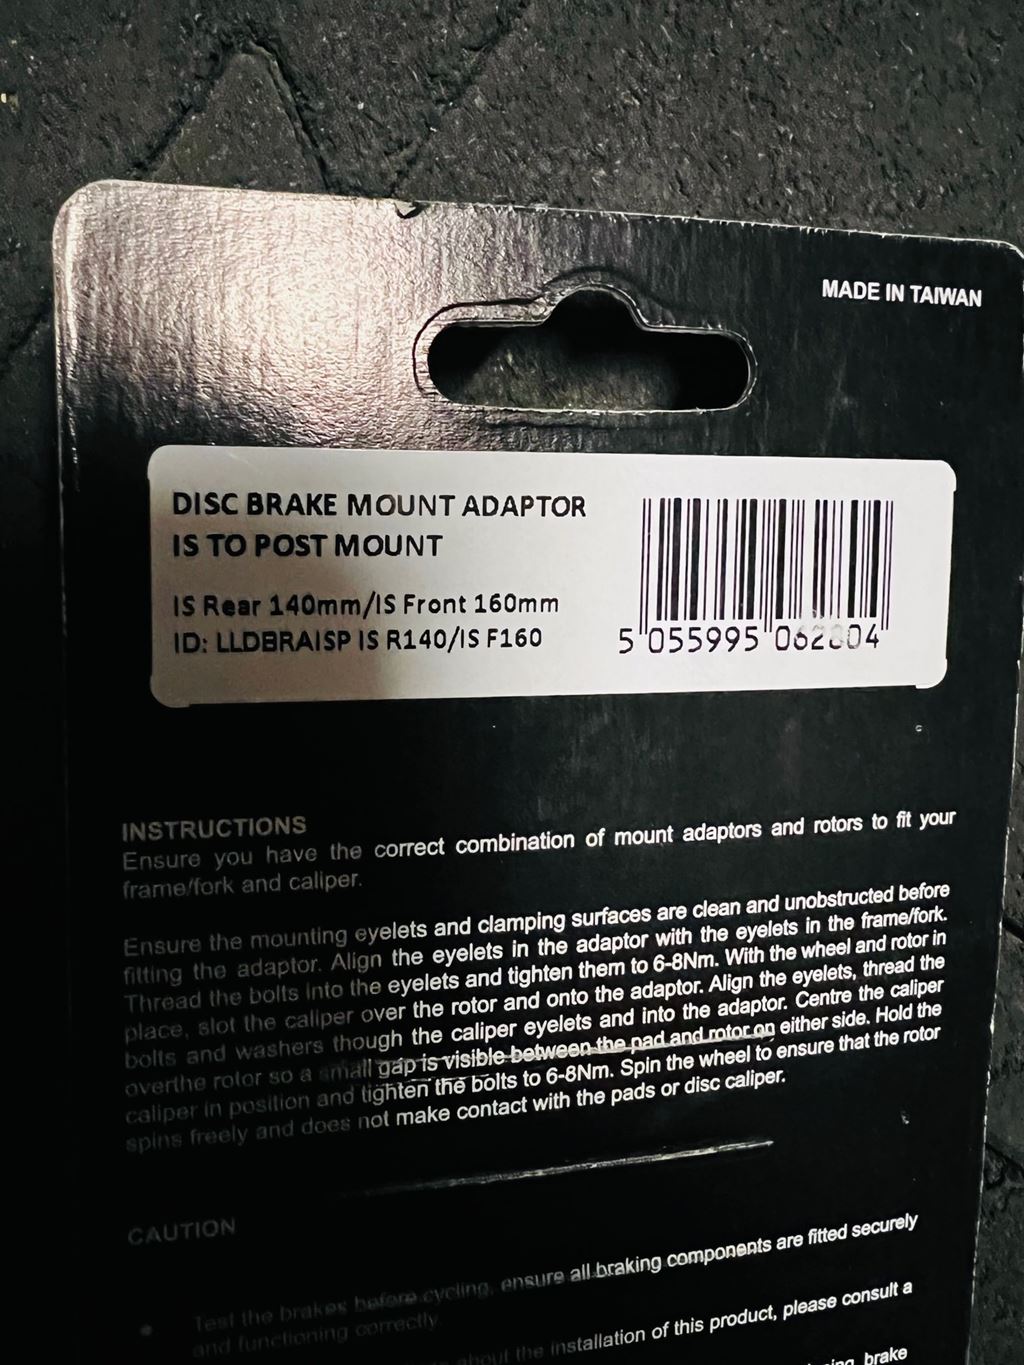 MADE IN TAIWAN
DISC BRAKE MOUNT ADAPTOR
IS TO POST MOUNT
IS Rear 140mm/IS Front 160mm
ID: LLDBRAISP IS R140/IS F160
5 055995 062804
INSTRUCTIONS
Ensure you have the correct combination of mount adaptors and rotors to fit your
frame/fork and caliper.
Ensure the mounting eyelets and clamping surfaces are clean and unobstructed before
fitting the adaptor. Align the eyelets in the adaptor with the eyelets in the frame/fork.
Thread the bolts into the eyelets and tighten them to 6-8Nm. With the wheel and rotor in
place, slot the caliper over the rotor and onto the adaptor. Align the eyelets, thread the
bolts and washers though the caliper eyelets and into the adaptor. Centre the caliper
overthe rotor so a small gap is visible between the pad and rotor on either side. Hold the
caliper in position and tighten the bolts to 6-8Nm. Spin the wheel to ensure that the rotor
spins freely and does not make contact with the pads or disc caliper.
CAUTION
Test the brakes before cycling, ensure all braking components are fitted securely
and functioning correctly.
about the installation of this product, please consult a
brake